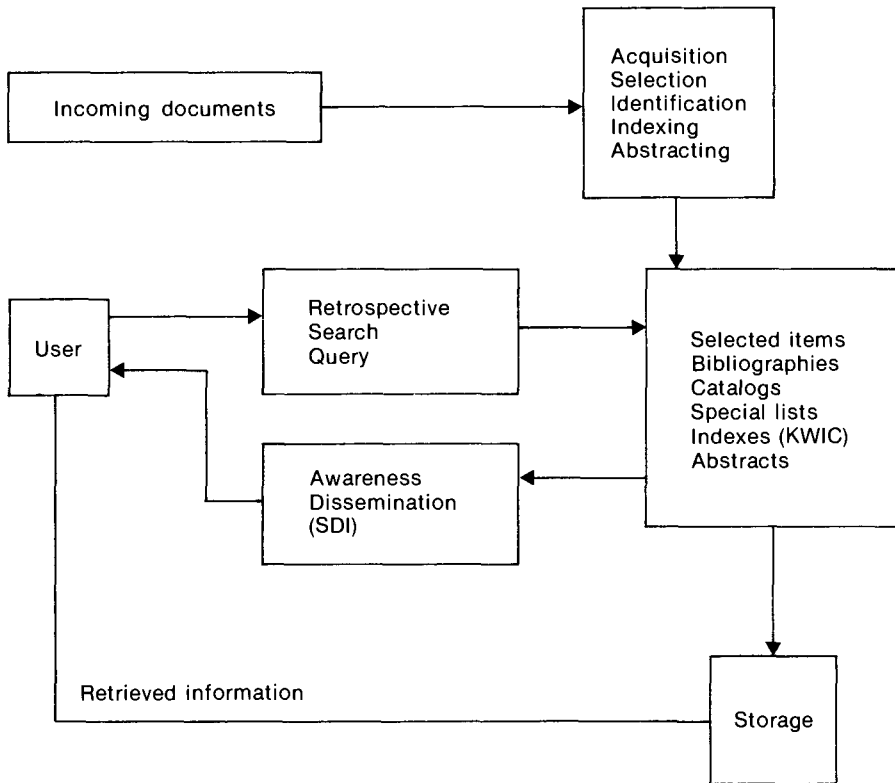 Incoming documents
Acquisition
Selection
Identification
Indexing
Abstracting
User
Retrospective
Search
Query
Selected items
Bibliographies
Catalogs
Special lists
Indexes (KWIC)
Abstracts
Awareness
Dissemination
(SDI)
Retrieved information
Storage